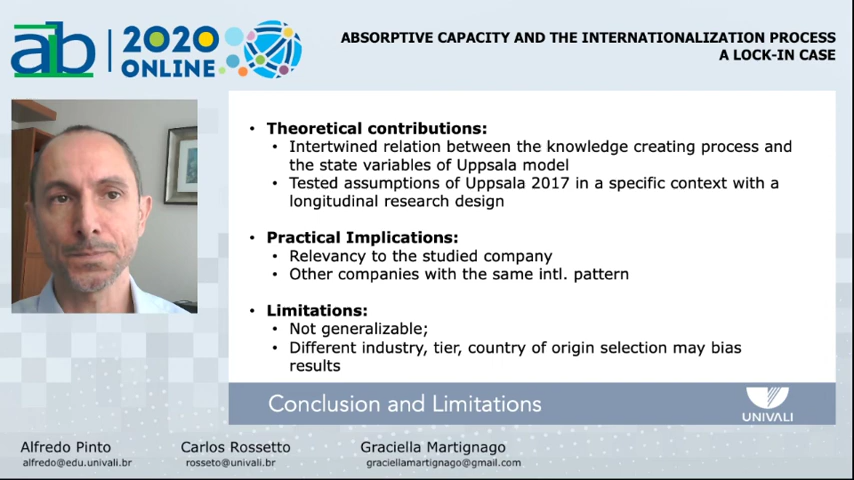 aib
2020
ONLINE
ABSORPTIVE CAPACITY AND THE INTERNATIONALIZATION PROCESS
A LOCK-IN CASE
• Theoretical contributions:
• Intertwined relation between the knowledge creating process and
the state variables of Uppsala model
• Tested assumptions of Uppsala 2017 in a specific context with a
longitudinal research design
• Practical Implications:
• Relevancy to the studied company
• Other companies with the same intl. pattern
• Limitations:
• Not generalizable;
• Different industry, tier, country of origin selection may bias
results
Conclusion and Limitations
UNIVALI
Alfredo Pinto
alfredo@edu.univali.br
Carlos Rossetto
rosseto@univali.br
Graciella Martignago
graciellamartignago@gmail.com